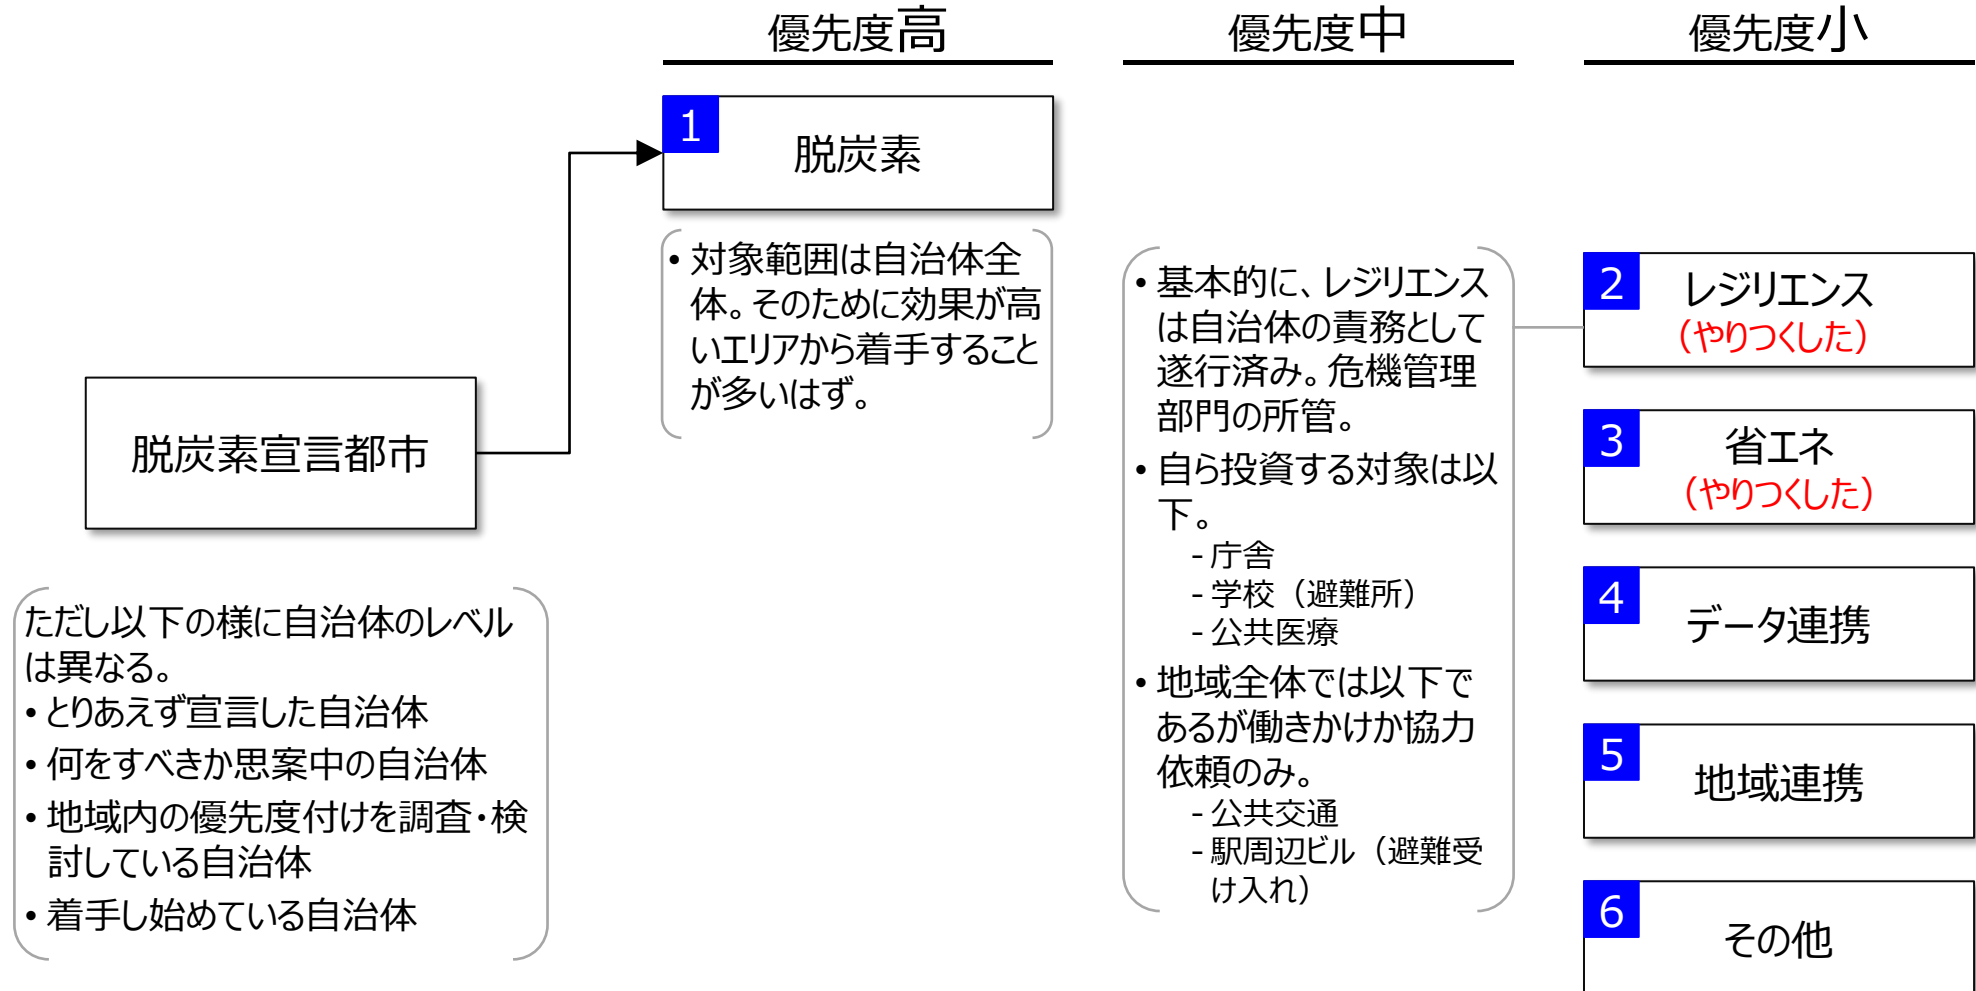 優先度高
優先度中
優先度小
1
脱炭素
・対象範囲は自治体全
体。そのために効果が高
いエリアから着手すること
が多いはず。
脱炭素宣言都市
ただし以下の様に自治体のレベル
は異なる。
・とりあえず宣言した自治体
・何をすべきか思案中の自治体
・地域内の優先度付けを調査・検
討している自治体
・着手し始めている自治体
・基本的に、レジリエンス
は自治体の責務として
遂行済み。危機管理
部門の所管。
・自ら投資する対象は以
下。
- 庁舎
- 学校（避難所）
- 公共医療
・地域全体では以下で
あるが働きかけか協力
依頼のみ。
- 公共交通
- 駅周辺ビル（避難受
け入れ）
2
レジリエンス
（やりつくした）
3
省エネ
（やりつくした）
4
データ連携
5
地域連携
6
その他